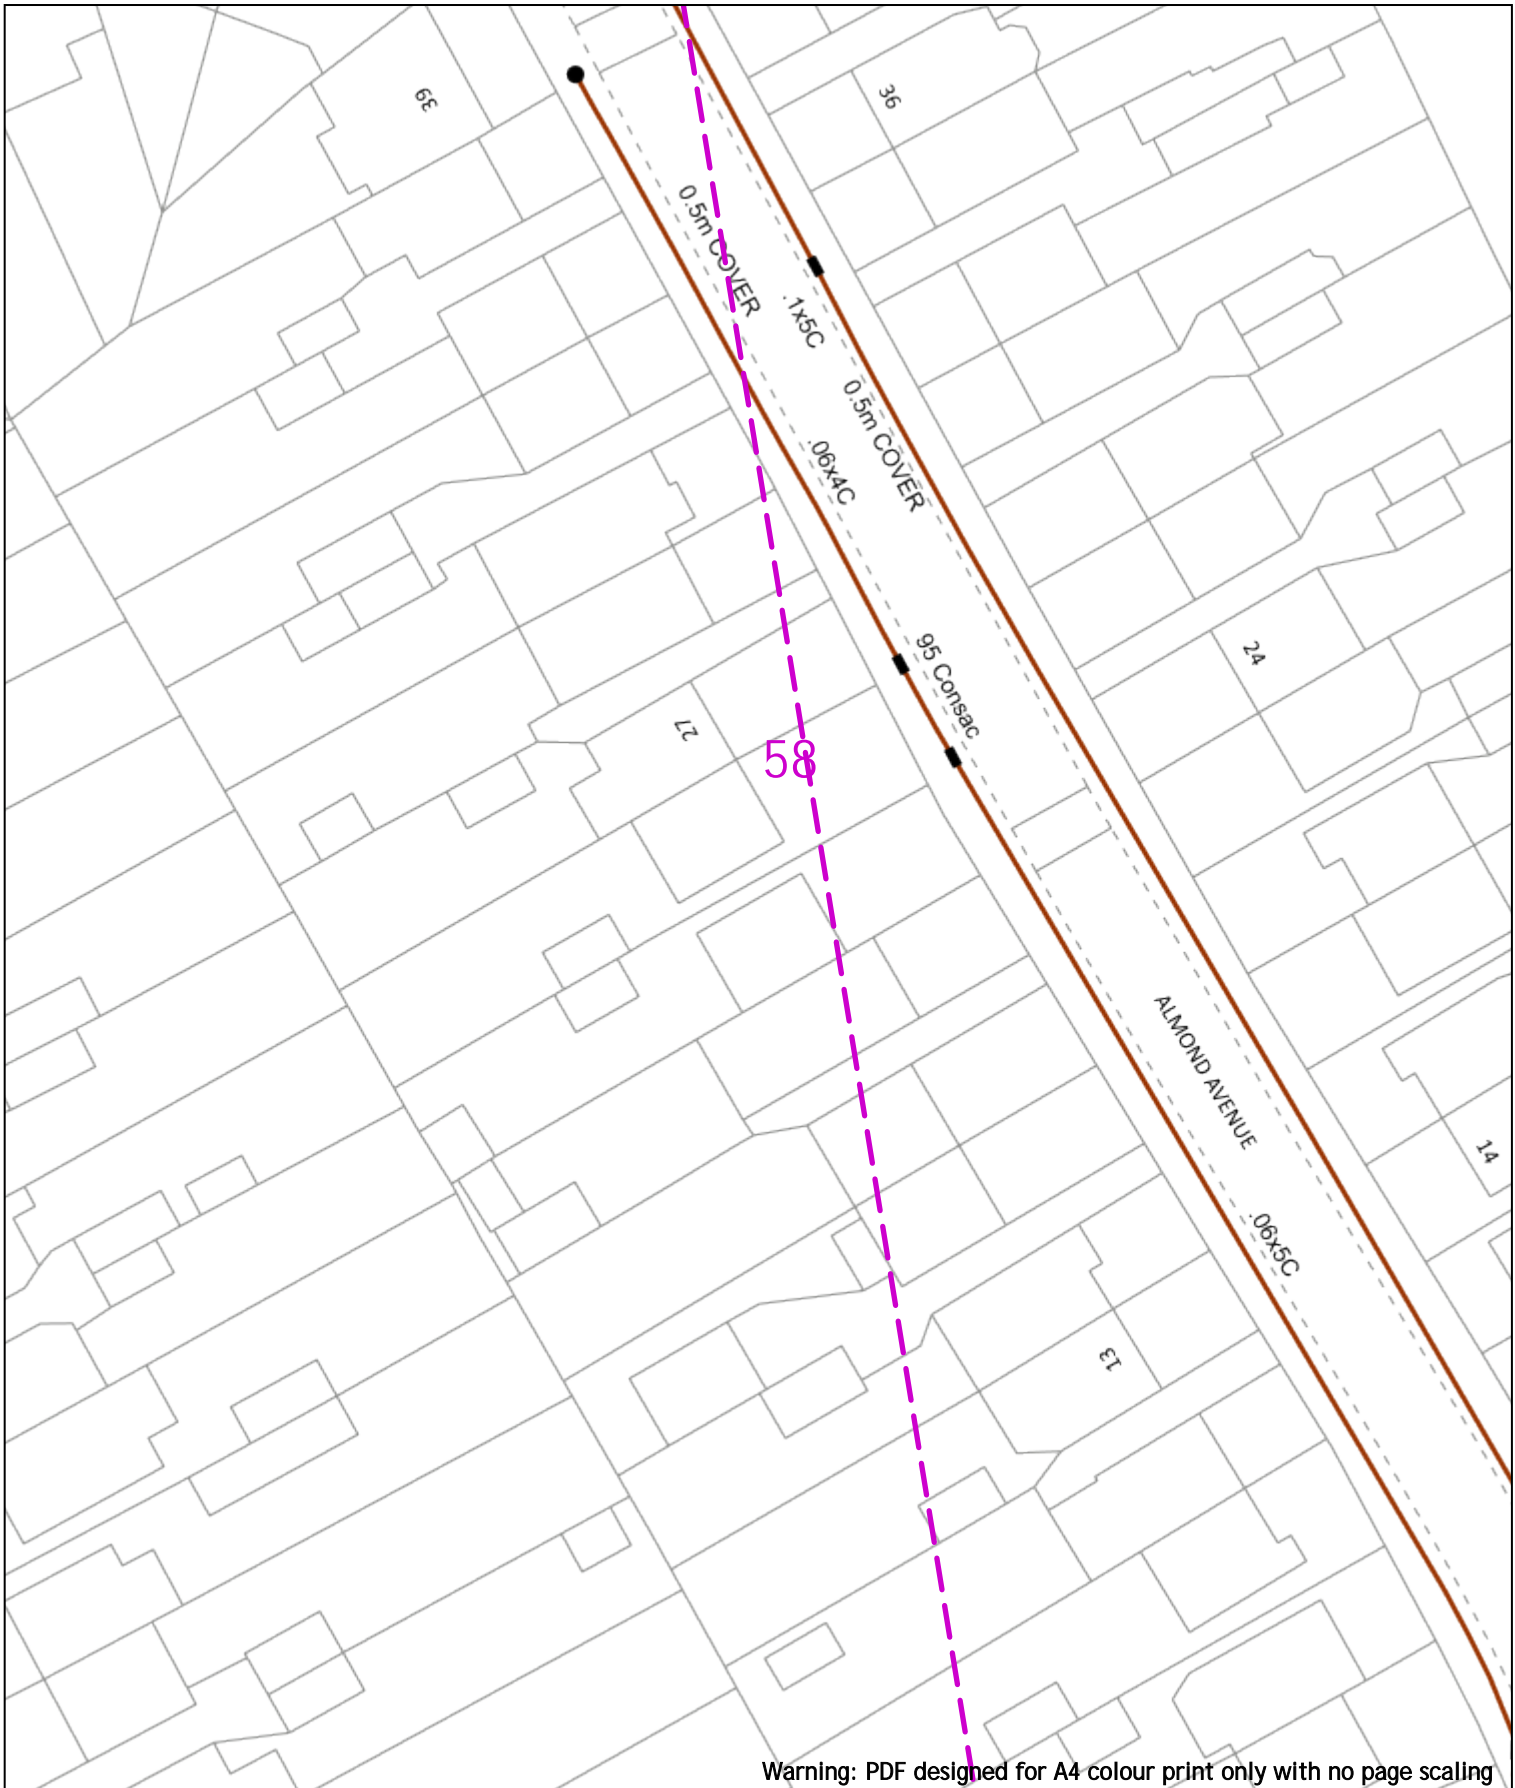 39
36
0.5m COVER
.1x5C
0.5m COVER
.06x4C
95 Consac
24
27
58
ALMOND AVENUE
14
.06x5C
13
Warning: PDF designed for A4 colour print only with no page scaling